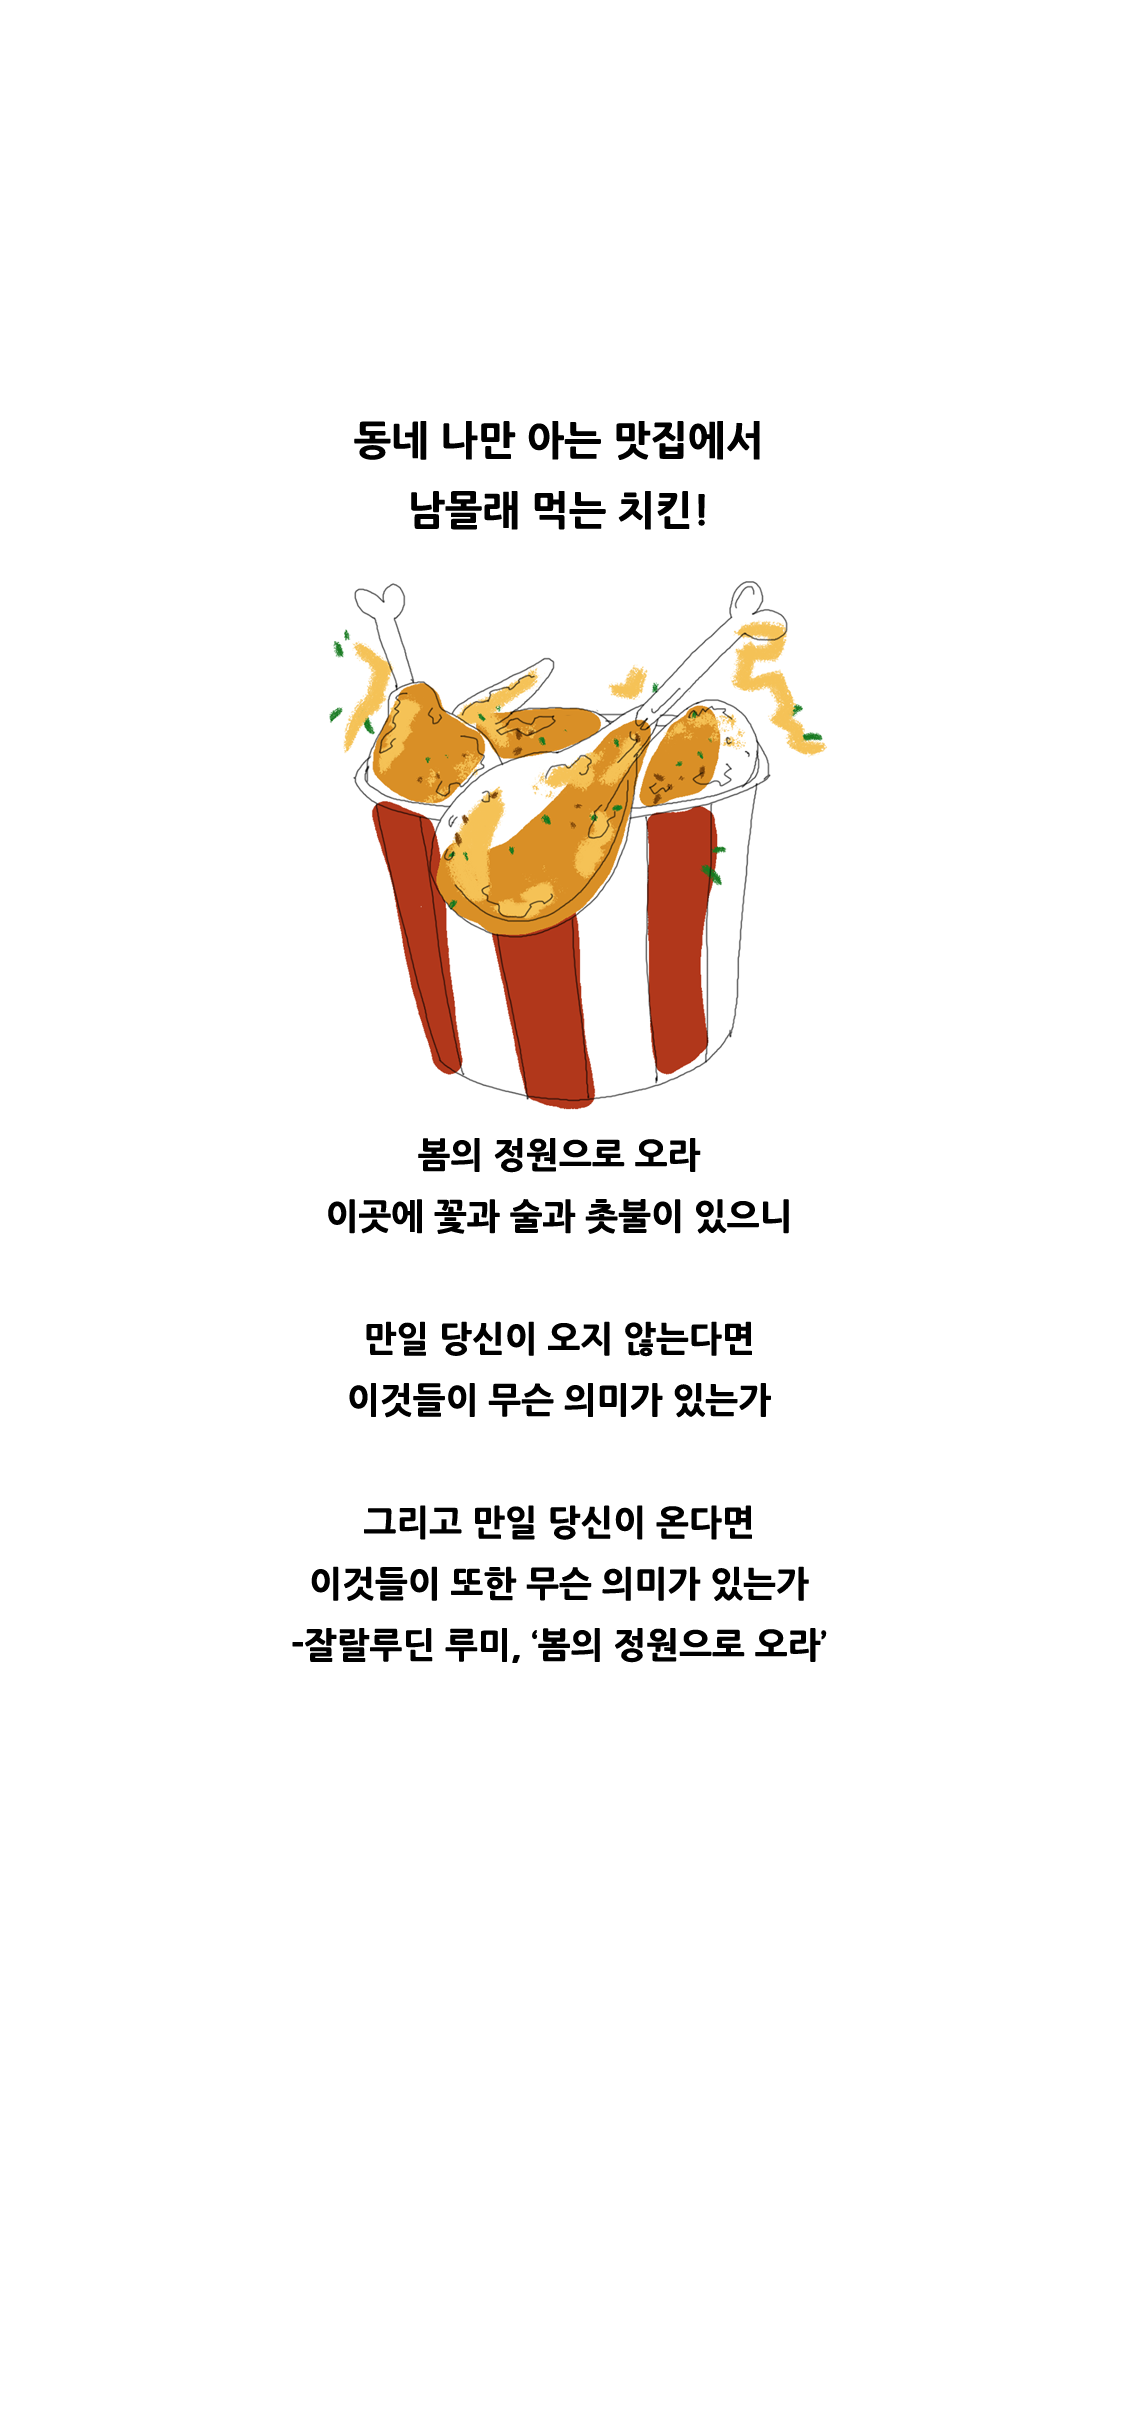 동네 나만 아는 맛집에서
남몰래 먹는 치킨!
봄의 정원으로 오라
이곳에 꽃과 술과 촛불이 있으니
만일 당신이 오지 않는다면
이것들이 무슨 의미가 있는가
그리고 만일 당신이 온다면
이것들이 또한 무슨 의미가 있는가
-잘랄루딘 루미, ‘봄의 정원으로 오라’